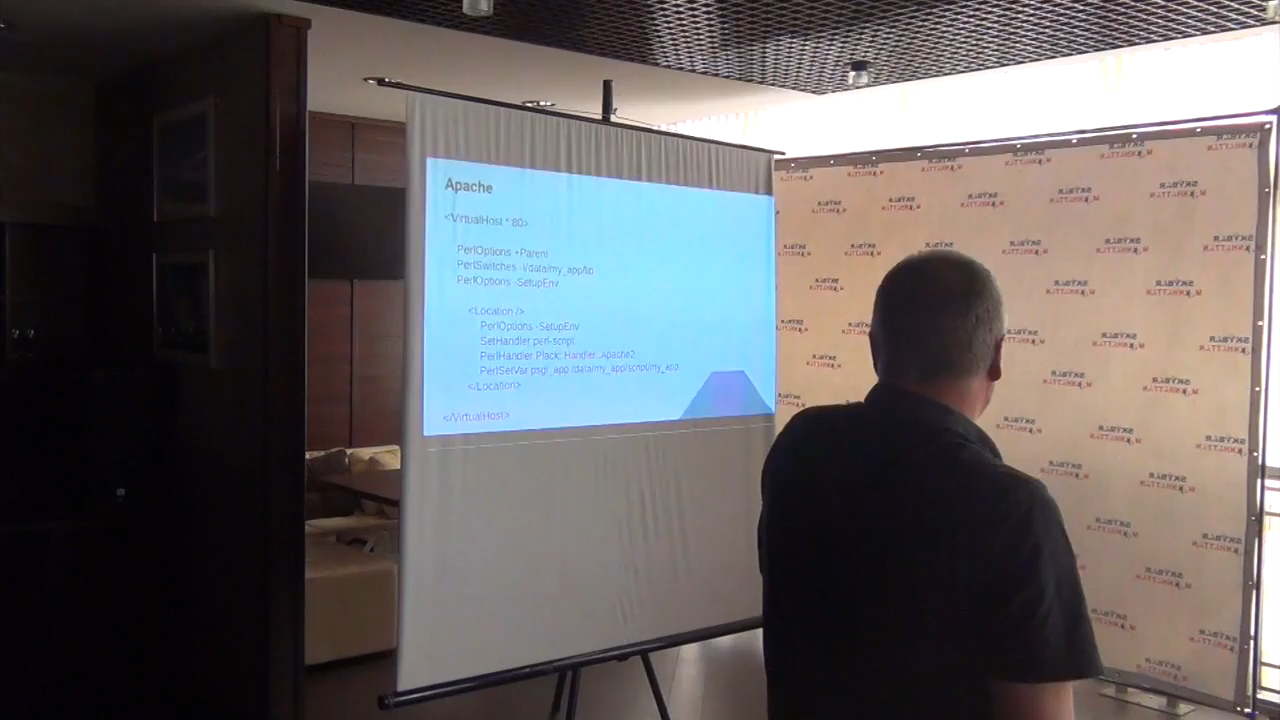 Apache
<VirtualHost *:80>
PerlOptions +Parent
PerlSwitches -I/data/my_app/lib
PerlOptions -SetupEnv
<Location />
PerlOptions -SetupEnv
SetHandler perl-script
PerlHandler Plack::Handler::Apache2
PerlSetVar psgi_app /data/my_app/script/my_app
</Location>
</VirtualHost>